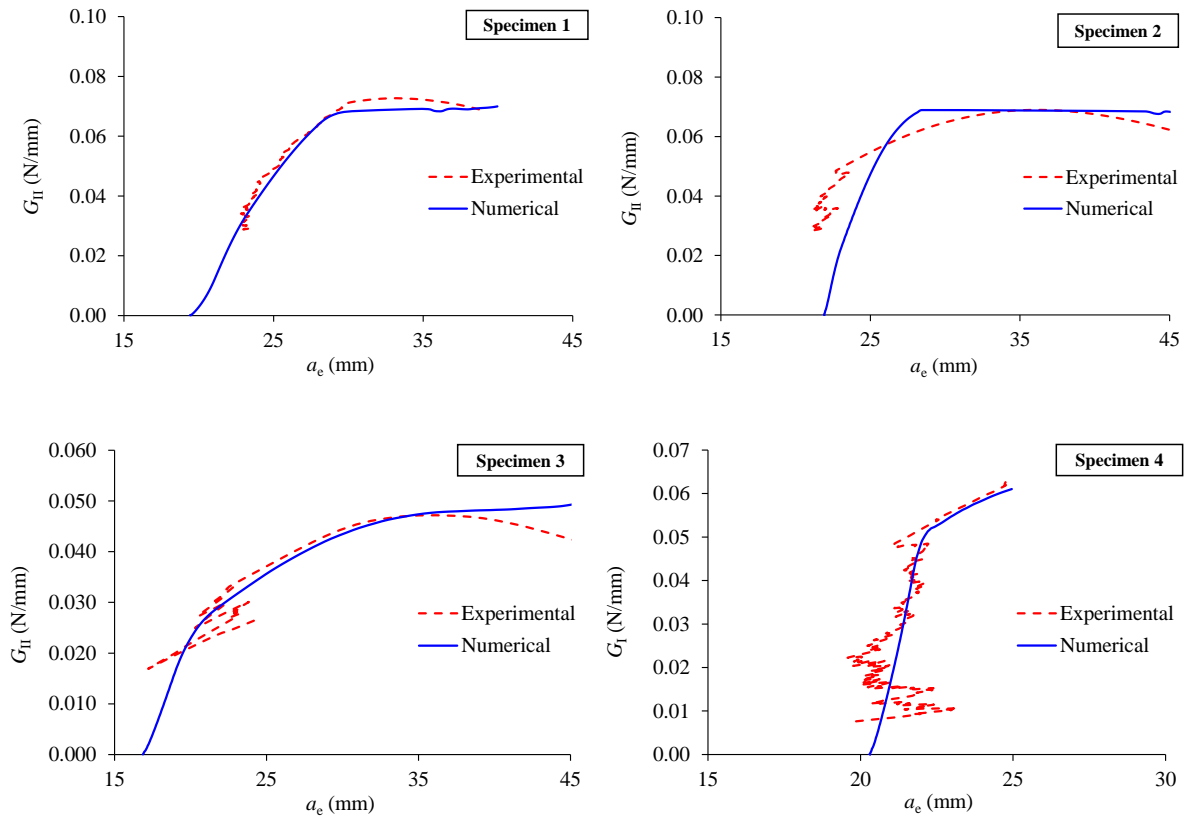 Specimen 1
0.10
0.08
0.06
0.04
0.02
0.00
G_II (N/mm)
Experimental
Numerical
15 25 35 45
a_e (mm)
Specimen 2
0.10
0.08
0.06
0.04
0.02
0.00
G_II (N/mm)
Experimental
Numerical
15 25 35 45
a_e (mm)
Specimen 3
0.060
0.050
0.040
0.030
0.020
0.010
0.000
G_II (N/mm)
Experimental
Numerical
15 25 35 45
a_e (mm)
Specimen 4
0.07
0.06
0.05
0.04
0.03
0.02
0.01
0.00
G_I (N/mm)
Experimental
Numerical
15 20 25 30
a_e (mm)